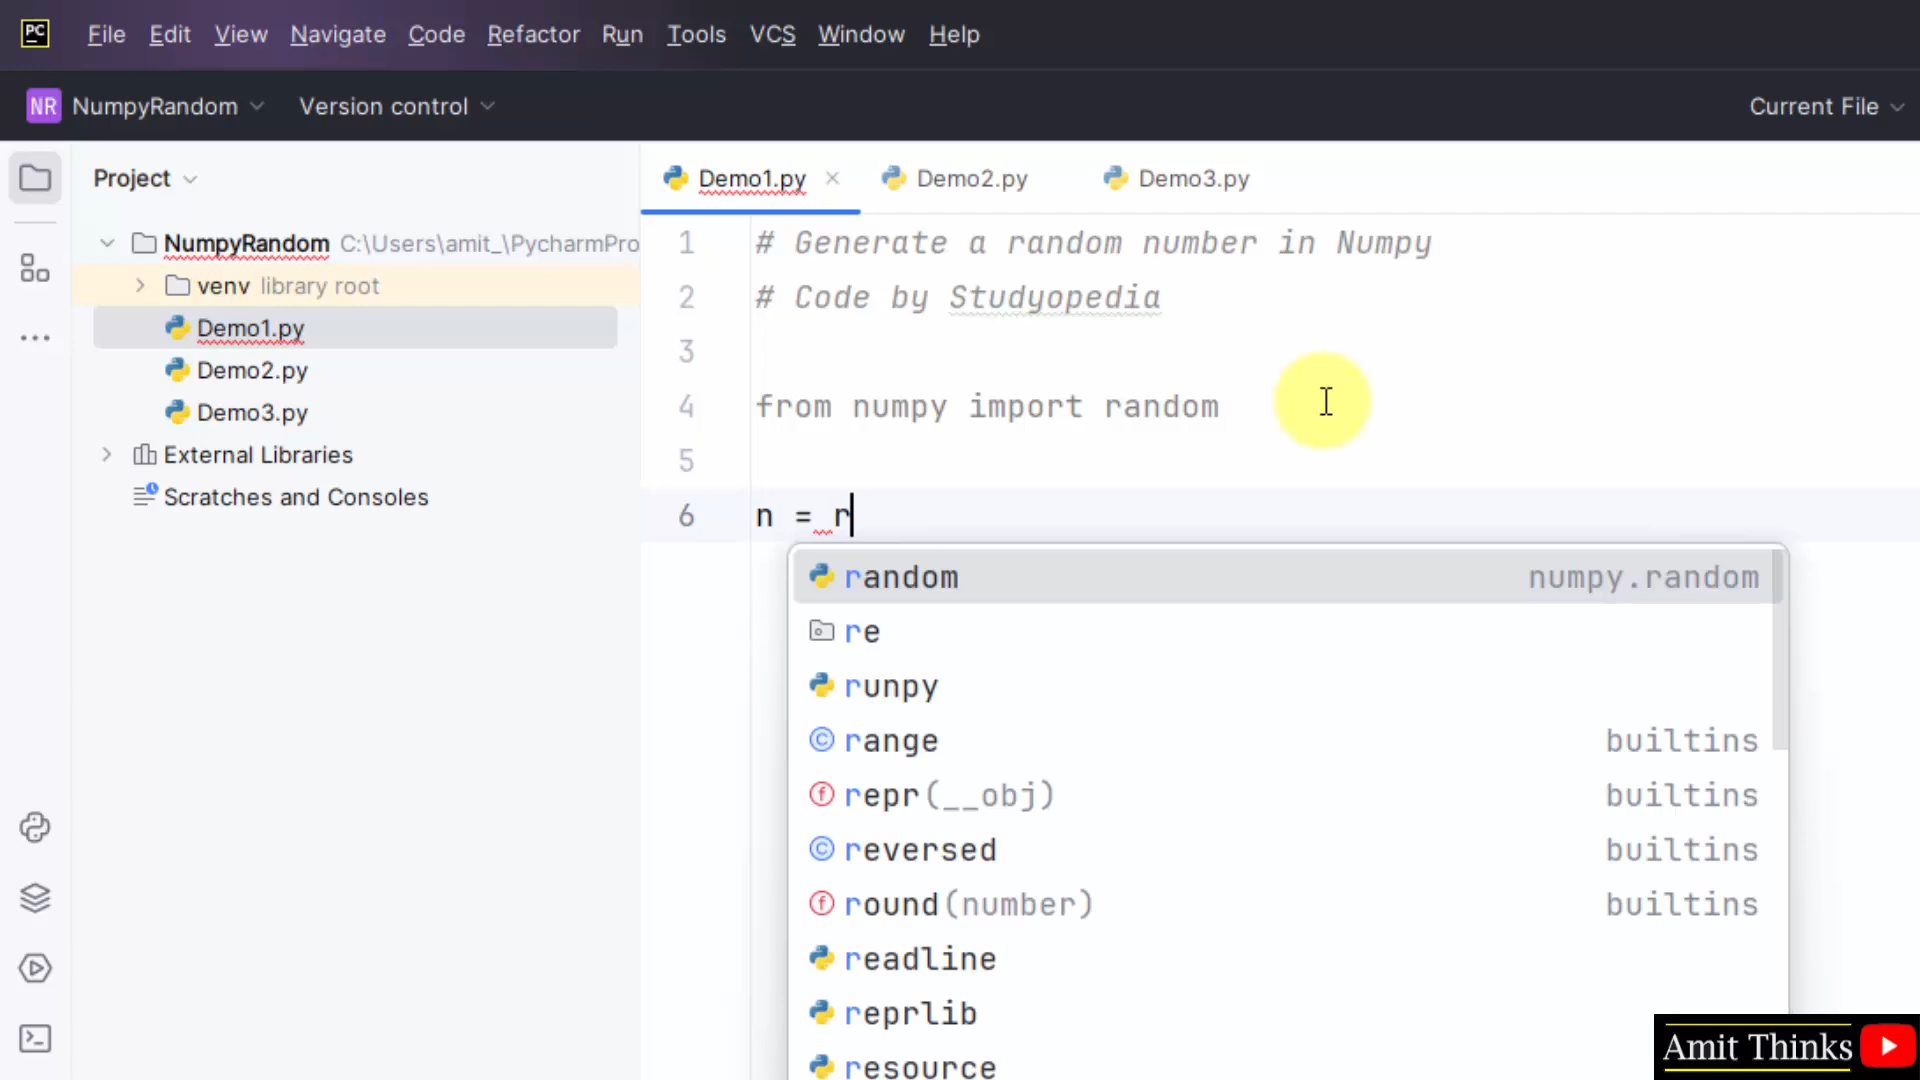 PC File Edit View Navigate Code Refactor Run Tools VCS Window Help
NR NumpyRandom Version control Current File
Project
NumpyRandom C:\Users\amit_\PycharmPro
venv library root
Demo1.py
Demo2.py
Demo3.py
External Libraries
Scratches and Consoles
Demo1.py Demo2.py Demo3.py
1 # Generate a random number in Numpy
2 # Code by Studyopedia
3
4 from numpy import random
5
6 n = r
random numpy.random
re
runpy
range builtins
repr(__obj) builtins
reversed builtins
round(number) builtins
readline
reprlib
resource
Amit Thinks